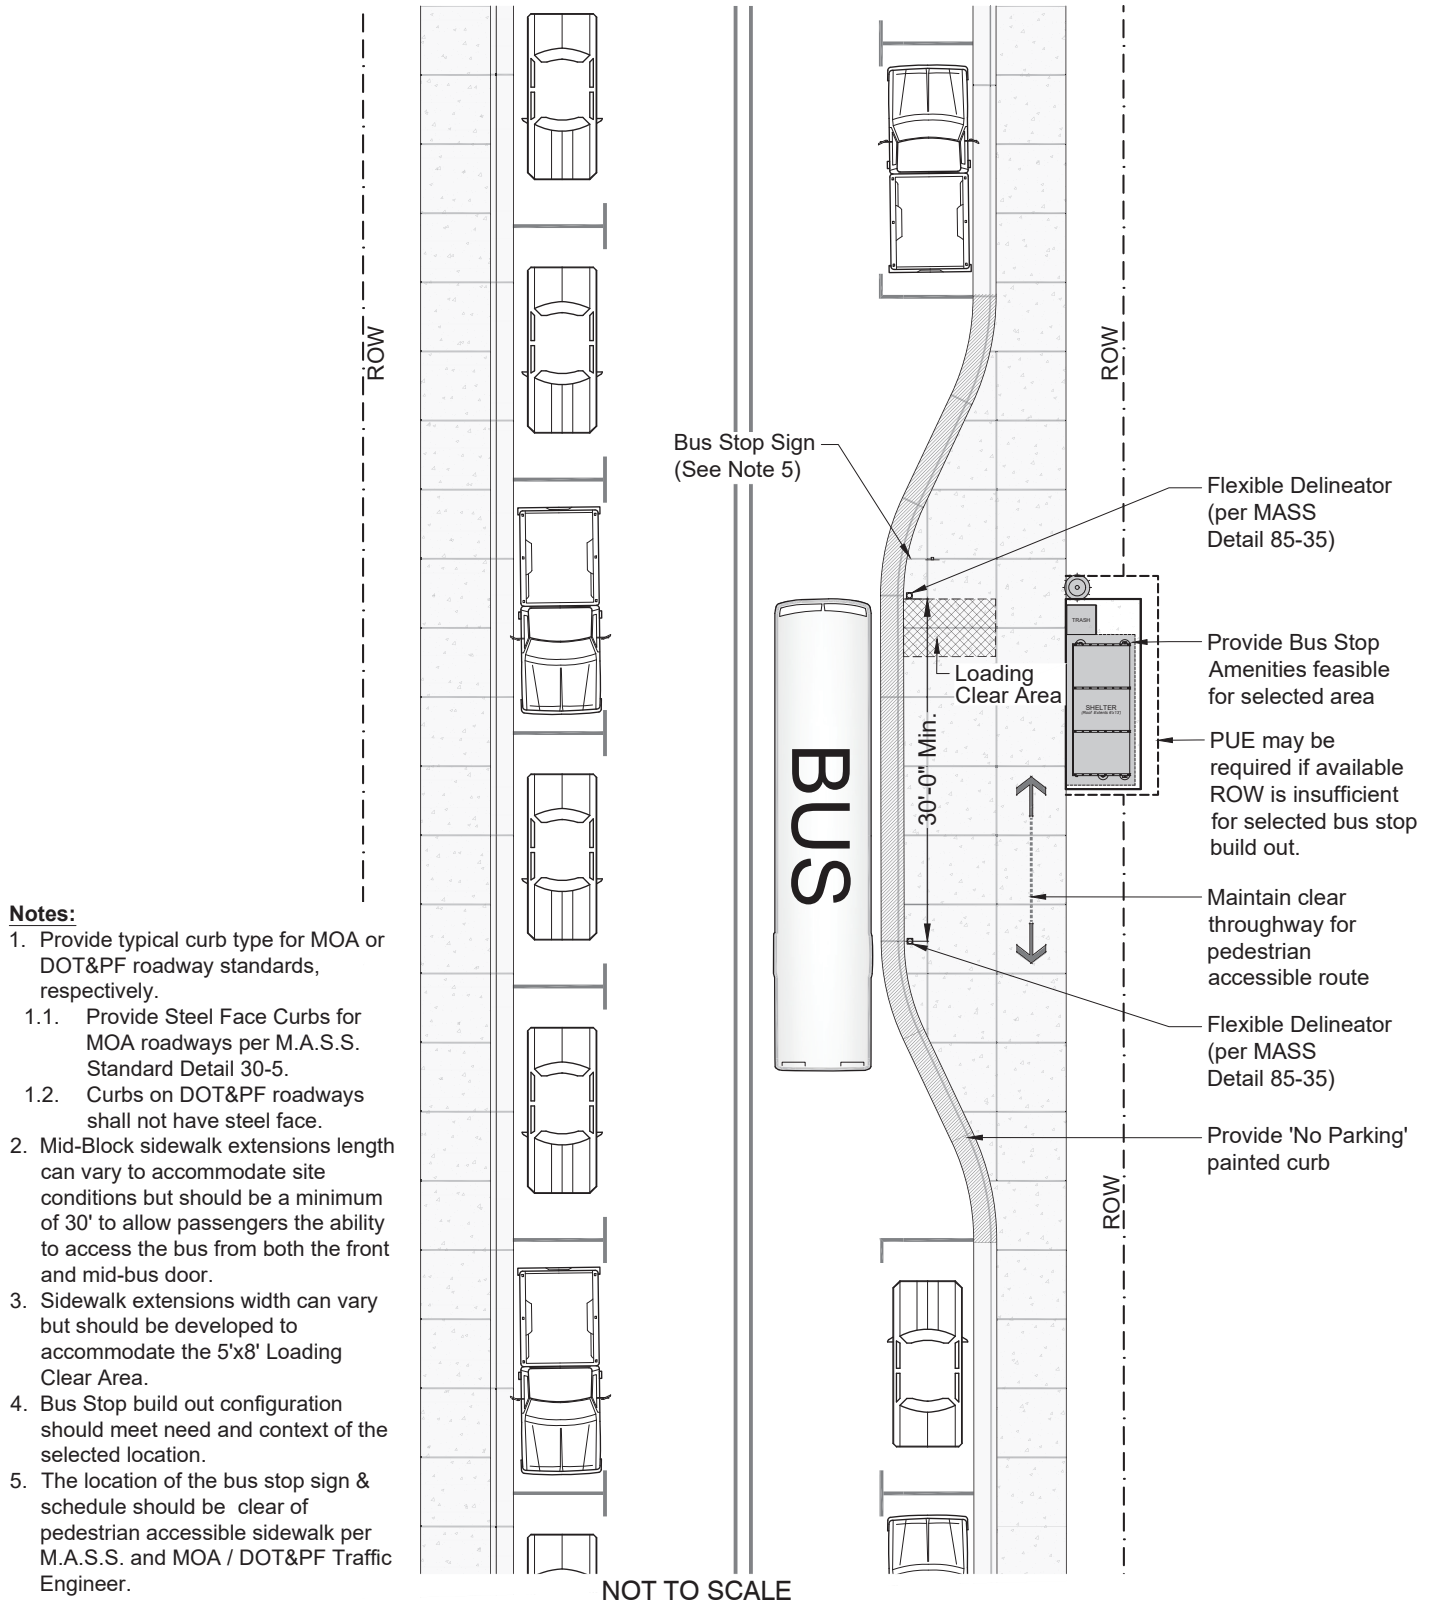 ROW
ROW
Bus Stop Sign
(See Note 5)
Flexible Delineator
(per MASS
Detail 85-35)
TRASH
Provide Bus Stop
Amenities feasible
for selected area
Loading
Clear Area
SHELTER
30'-0" Min.
BUS
PUE may be
required if available
ROW is insufficient
for selected bus stop
build out.
Maintain clear
throughway for
pedestrian
accessible route
Flexible Delineator
(per MASS
Detail 85-35)
Provide 'No Parking'
painted curb
ROW
Notes:
1. Provide typical curb type for MOA or
DOT&PF roadway standards,
respectively.
1.1. Provide Steel Face Curbs for
MOA roadways per M.A.S.S.
Standard Detail 30-5.
1.2. Curbs on DOT&PF roadways
shall not have steel face.
2. Mid-Block sidewalk extensions length
can vary to accommodate site
conditions but should be a minimum
of 30' to allow passengers the ability
to access the bus from both the front
and mid-bus door.
3. Sidewalk extensions width can vary
but should be developed to
accommodate the 5'x8' Loading
Clear Area.
4. Bus Stop build out configuration
should meet need and context of the
selected location.
5. The location of the bus stop sign &
schedule should be clear of
pedestrian accessible sidewalk per
M.A.S.S. and MOA / DOT&PF Traffic
Engineer.
NOT TO SCALE